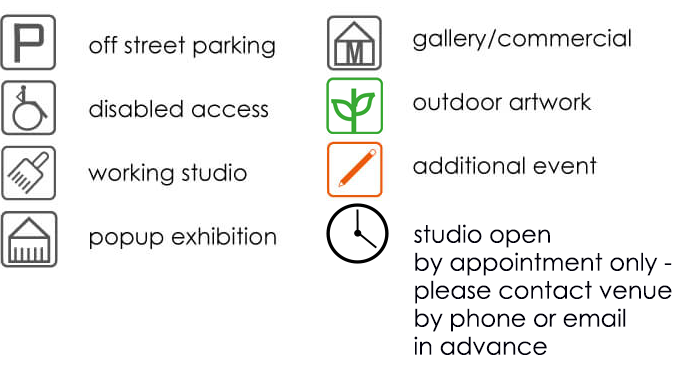 P
off street parking
disabled access
working studio
popup exhibition
M
gallery/commercial
outdoor artwork
additional event
studio open
by appointment only -
please contact venue
by phone or email
in advance